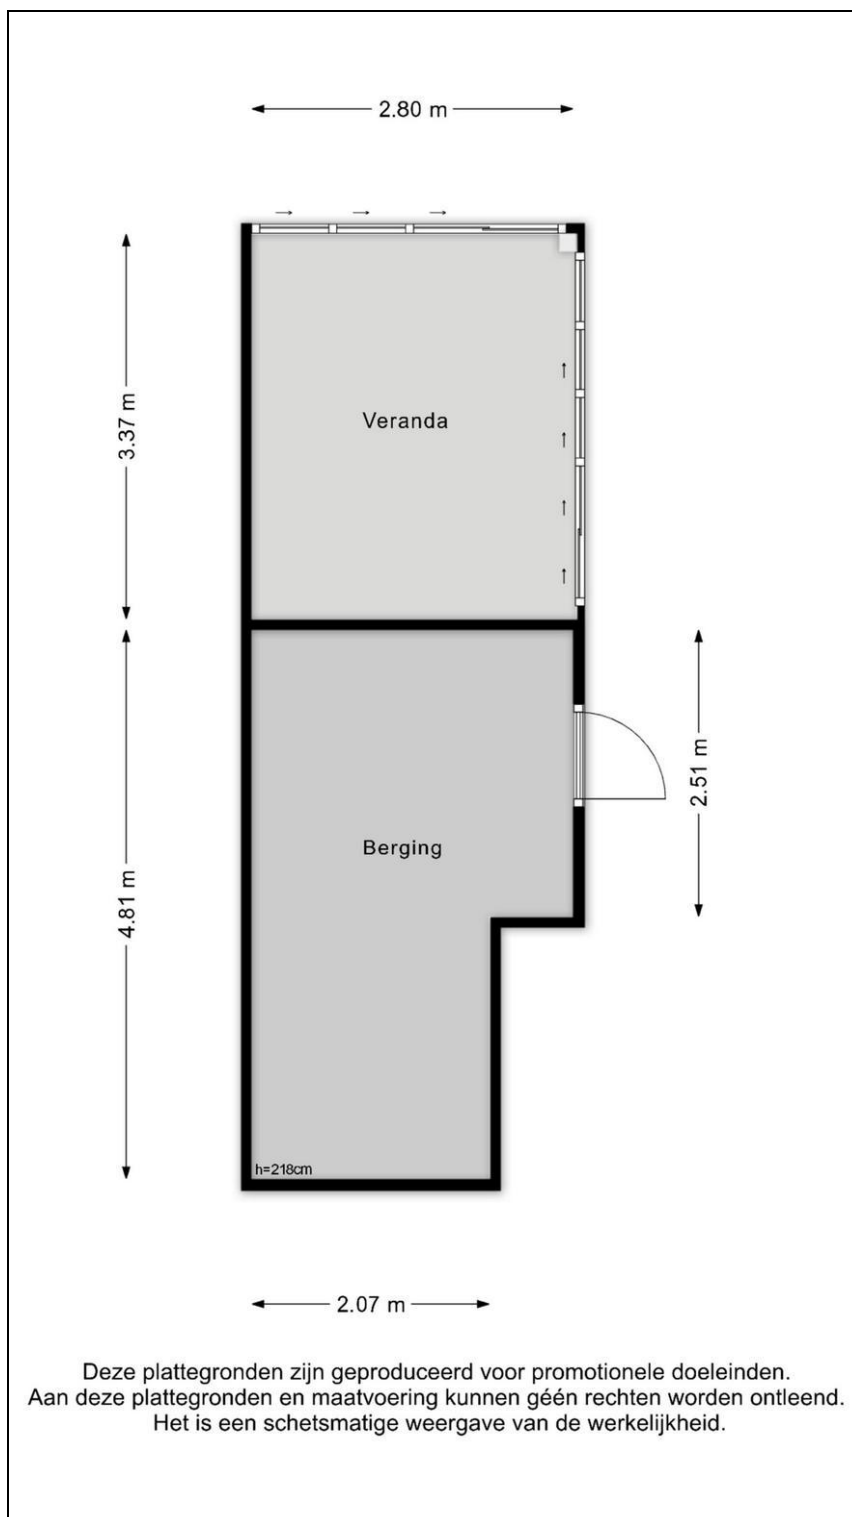 2.80 m
3.37 m
Veranda
2.51 m
Berging
4.81 m
h=218cm
2.07 m
Deze plattegronden zijn geproduceerd voor promotionele doeleinden.
Aan deze plattegronden en maatvoering kunnen géén rechten worden ontleend.
Het is een schetsmatige weergave van de werkelijkheid.